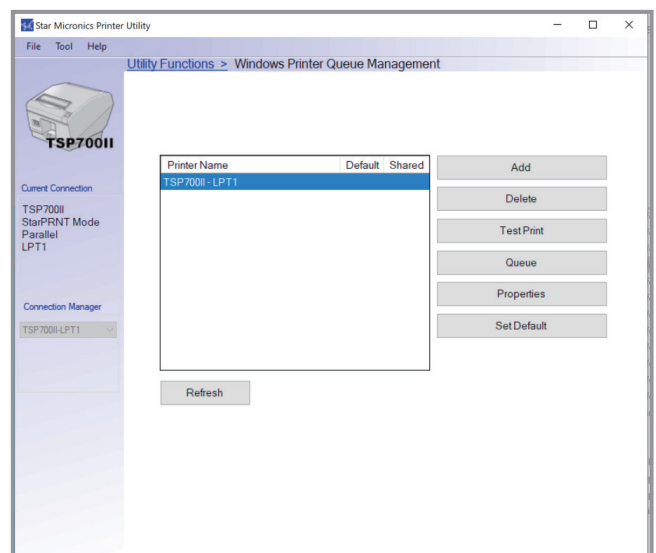 Star Micronics Printer Utility
File Tool Help
Utility Functions > Windows Printer Queue Management
TSP700II
Printer Name Default Shared
TSP700II - LPT1
Add
Delete
Test Print
Queue
Properties
Set Default
Refresh
Current Connection
TSP700II
StarPRNT Mode
Parallel
LPT1
Connection Manager
TSP700II-LPT1